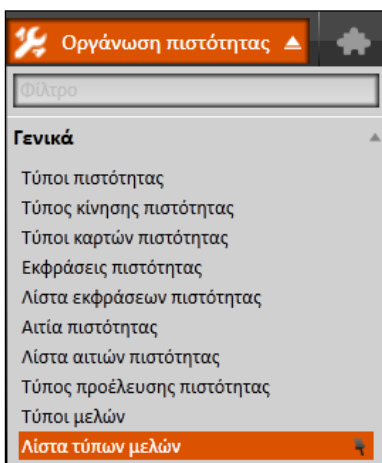 Οργάνωση πιστότητας
Φίλτρο
Γενικά
Τύποι πιστότητας
Τύπος κίνησης πιστότητας
Τύποι καρτών πιστότητας
Εκφράσεις πιστότητας
Λίστα εκφράσεων πιστότητας
Αιτία πιστότητας
Λίστα αιτιών πιστότητας
Τύπος προέλευσης πιστότητας
Τύποι μελών
Λίστα τύπων μελών